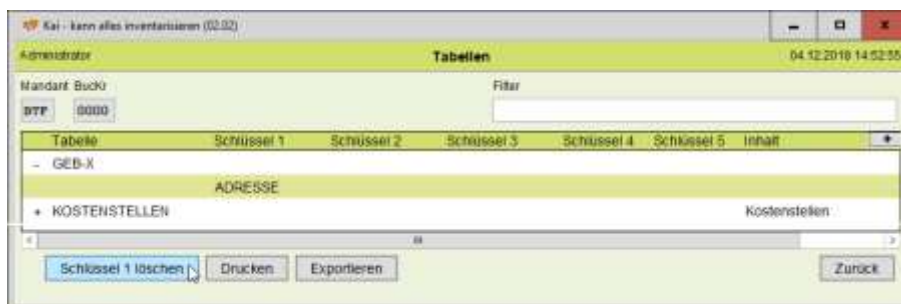 Kai - kann alles inventarisieren (02.02)
Administrator Tabellen 04.12.2018 14:52:55
Mandant BucKr Filter
DTP 0000
Tabelle Schlüssel 1 Schlüssel 2 Schlüssel 3 Schlüssel 4 Schlüssel 5 Inhalt +
- GEB-X
ADRESSE
+ KOSTENSTELLEN Kostenstellen
Schlüssel 1 löschen Drucken Exportieren Zurück